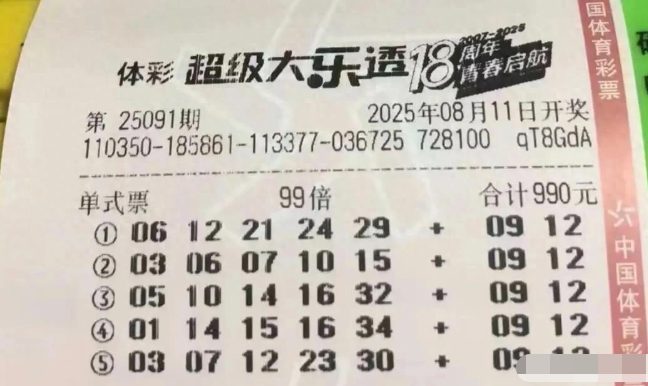 体彩 超级大乐透 18 2007-2025 周年 青春启航
第 25091期 2025年08月11日开奖
110350-185861-113377-036725 728100 qT8GdA
单式票 99倍 合计990元
① 06 12 21 24 29 + 09 12
② 03 06 07 10 15 + 09 12
③ 05 10 14 16 32 + 09 12
④ 01 14 15 16 34 + 09 12
⑤ 03 07 12 23 30 + 09 12
国体育彩票
中国体育彩